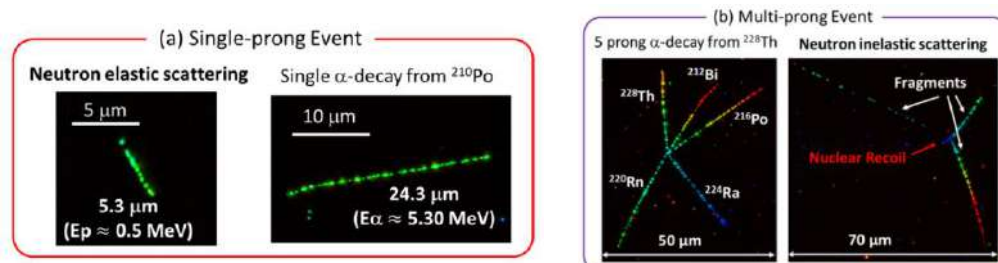 (a) Single-prong Event
Neutron elastic scattering
5 μm
5.3 μm
(Ep ≈ 0.5 MeV)
Single α-decay from ²¹⁰Po
10 μm
24.3 μm
(Eα ≈ 5.30 MeV)
(b) Multi-prong Event
5 prong α-decay from ²²⁸Th
²¹²Bi
²²⁸Th
²¹⁶Po
²²⁰Rn
²²⁴Ra
50 μm
Neutron inelastic scattering
Fragments
Nuclear Recoil
70 μm